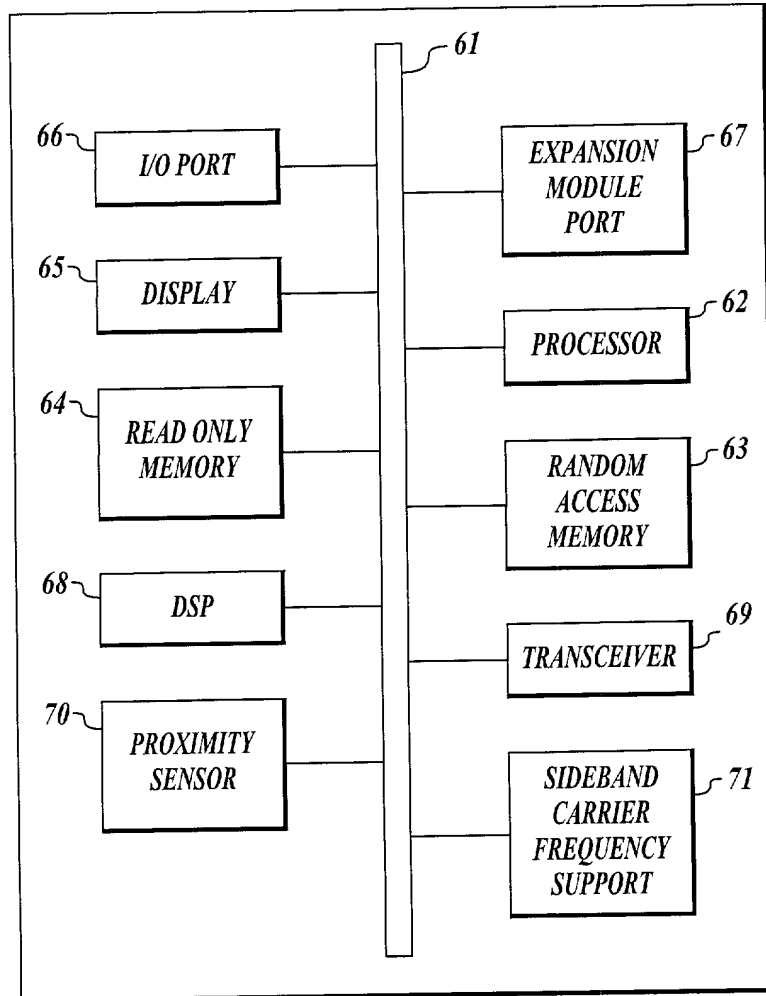 61
66
I/O PORT
65
DISPLAY
64
READ ONLY
MEMORY
68
DSP
70
PROXIMITY
SENSOR
67
EXPANSION
MODULE
PORT
62
PROCESSOR
63
RANDOM
ACCESS
MEMORY
69
TRANSCEIVER
71
SIDEBAND
CARRIER
FREQUENCY
SUPPORT